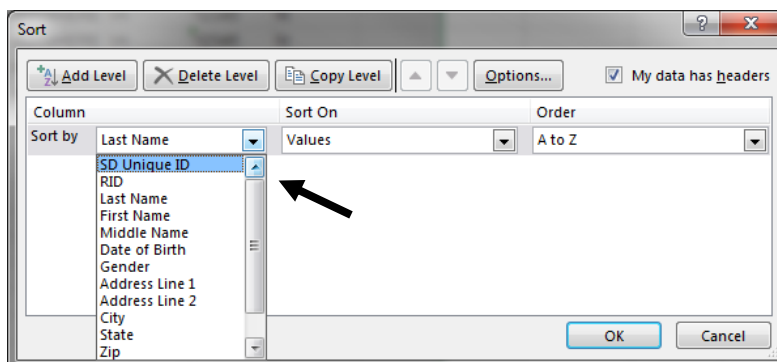 Sort
Add Level Delete Level Copy Level Options... My data has headers
Column Sort On Order
Sort by Last Name Values A to Z
SD Unique ID
RID
Last Name
First Name
Middle Name
Date of Birth
Gender
Address Line 1
Address Line 2
City
State
Zip
OK Cancel